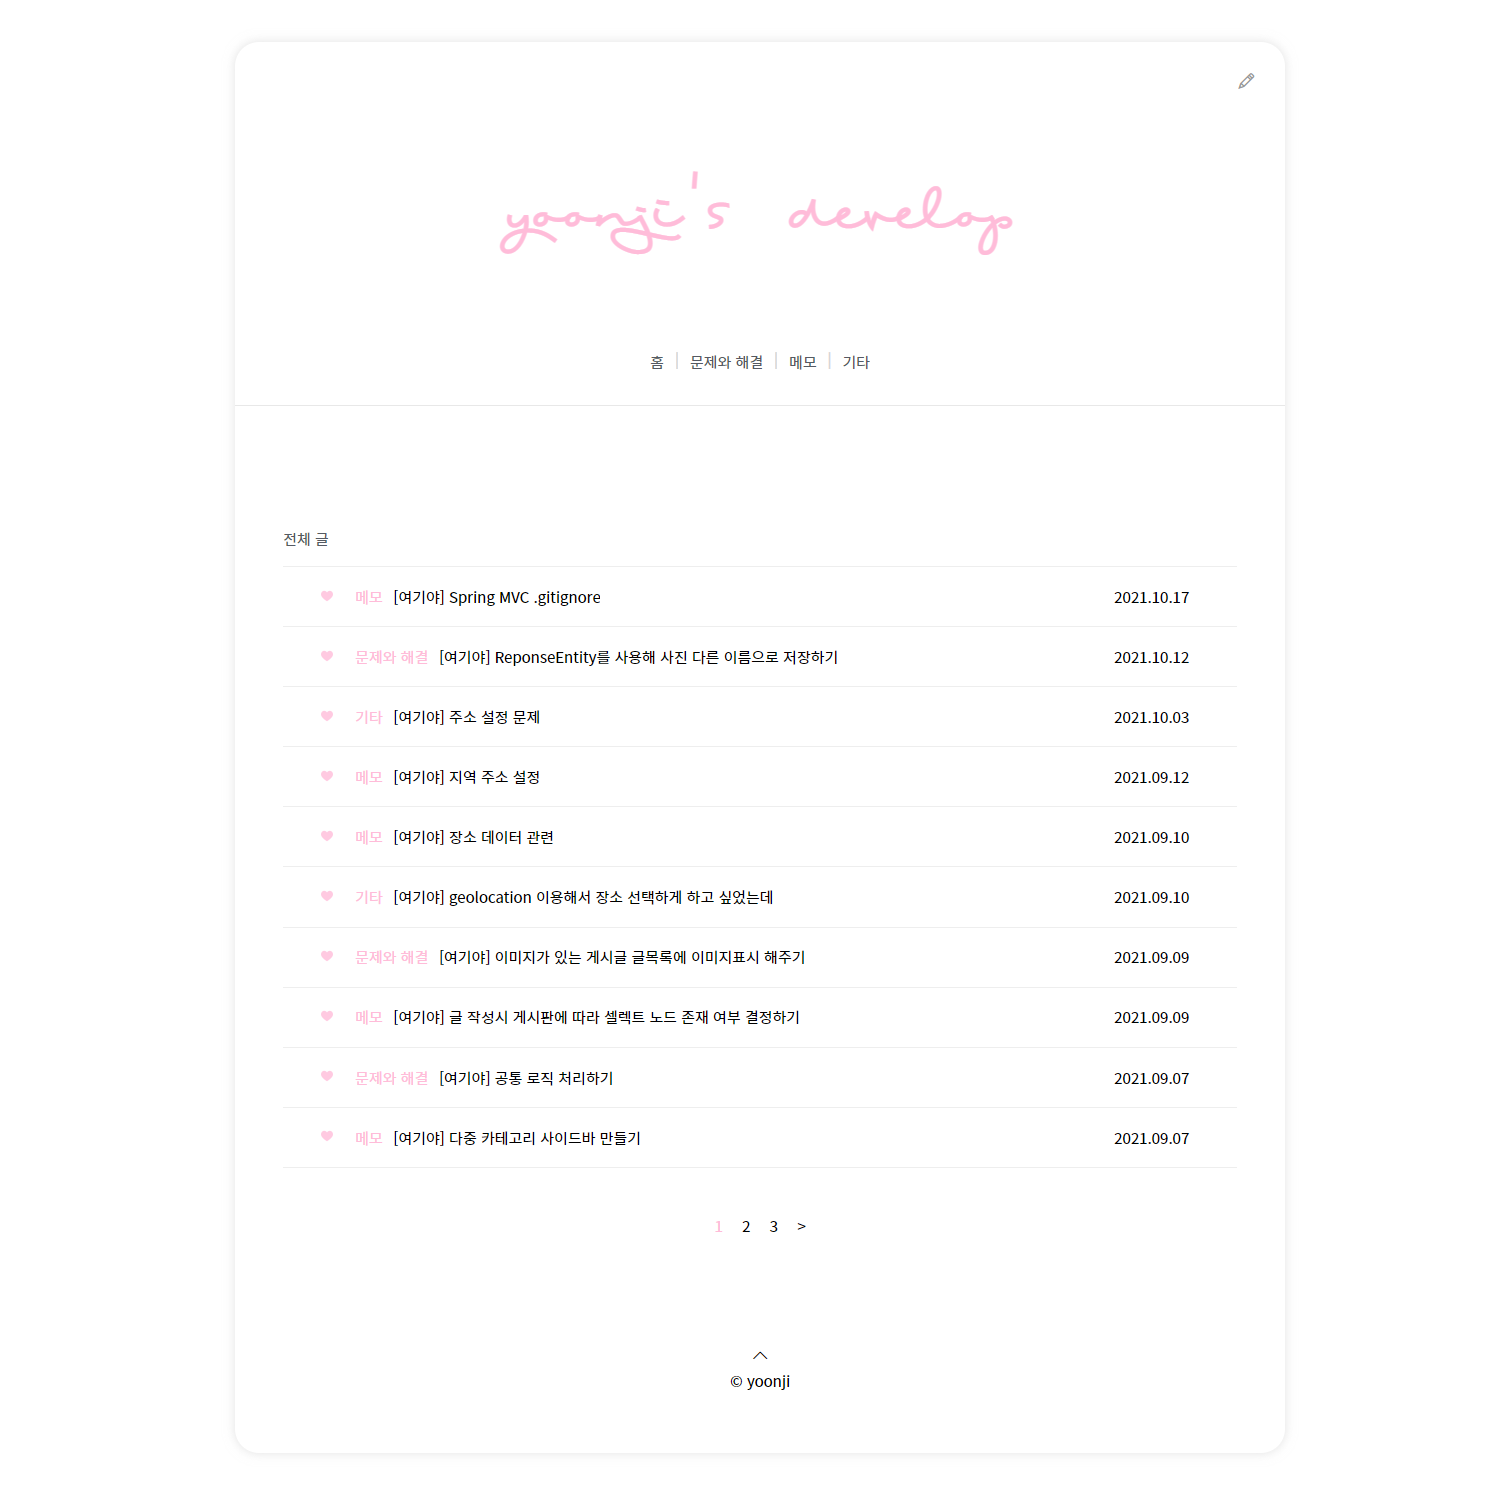 yoonji's develop
홈 | 문제와 해결 | 메모 | 기타
전체 글
메모 [여기야] Spring MVC .gitignore 2021.10.17
문제와 해결 [여기야] ReponseEntity를 사용해 사진 다른 이름으로 저장하기 2021.10.12
기타 [여기야] 주소 설정 문제 2021.10.03
메모 [여기야] 지역 주소 설정 2021.09.12
메모 [여기야] 장소 데이터 관련 2021.09.10
기타 [여기야] geolocation 이용해서 장소 선택하게 하고 싶었는데 2021.09.10
문제와 해결 [여기야] 이미지가 있는 게시글 글목록에 이미지표시 해주기 2021.09.09
메모 [여기야] 글 작성시 게시판에 따라 셀렉트 노드 존재 여부 결정하기 2021.09.09
문제와 해결 [여기야] 공통 로직 처리하기 2021.09.07
메모 [여기야] 다중 카테고리 사이드바 만들기 2021.09.07
1 2 3 >
© yoonji